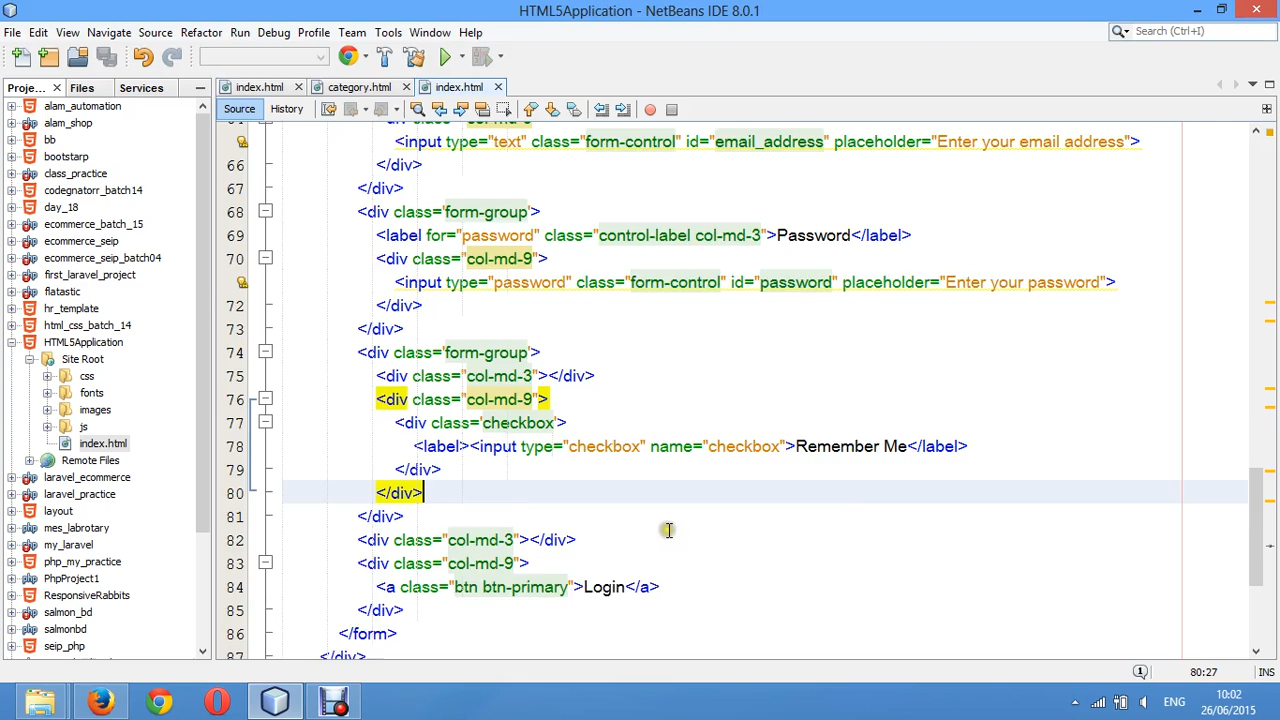 HTML5Application - NetBeans IDE 8.0.1
File Edit View Navigate Source Refactor Run Debug Profile Team Tools Window Help
Search (Ctrl+I)
Proje... Files Services
index.html category.html index.html
Source History
alam_automation
alam_shop
bb
bootstarp
class_practice
codegnatorr_batch14
day_18
ecommerce_batch_15
ecommerce_seip
ecommerce_seip_batch04
first_laravel_project
flatastic
hr_template
html_css_batch_14
HTML5Application
Site Root
css
fonts
images
js
index.html
Remote Files
laravel_ecommerce
laravel_practice
layout
mes_labrotary
my_laravel
php_my_practice
PhpProject1
ResponsiveRabbits
salmon_bd
salmonbd
seip_php
<input type="text" class="form-control" id="email_address" placeholder="Enter your email address">
66 </div>
67 </div>
68 <div class='form-group'>
69 <label for="password" class="control-label col-md-3">Password</label>
70 <div class="col-md-9">
<input type="password" class="form-control" id="password" placeholder="Enter your password">
72 </div>
73 </div>
74 <div class='form-group'>
75 <div class="col-md-3"></div>
76 <div class="col-md-9">
77 <div class='checkbox'>
78 <label><input type="checkbox" name="checkbox">Remember Me</label>
79 </div>
80 </div>
81 </div>
82 <div class="col-md-3"></div>
83 <div class="col-md-9">
84 <a class="btn btn-primary">Login</a>
85 </div>
86 </form>
87 </div>
1 80:27 INS
ENG 10:02
26/06/2015